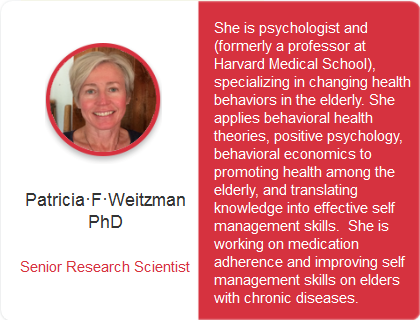 Patricia·F·Weitzman
PhD
Senior Research Scientist
She is psychologist and
(formerly a professor at
Harvard Medical School),
specializing in changing health
behaviors in the elderly. She
applies behavioral health
theories, positive psychology,
behavioral economics to
promoting health among the
elderly, and translating
knowledge into effective self
management skills.  She is
working on medication
adherence and improving self
management skills on elders
with chronic diseases.